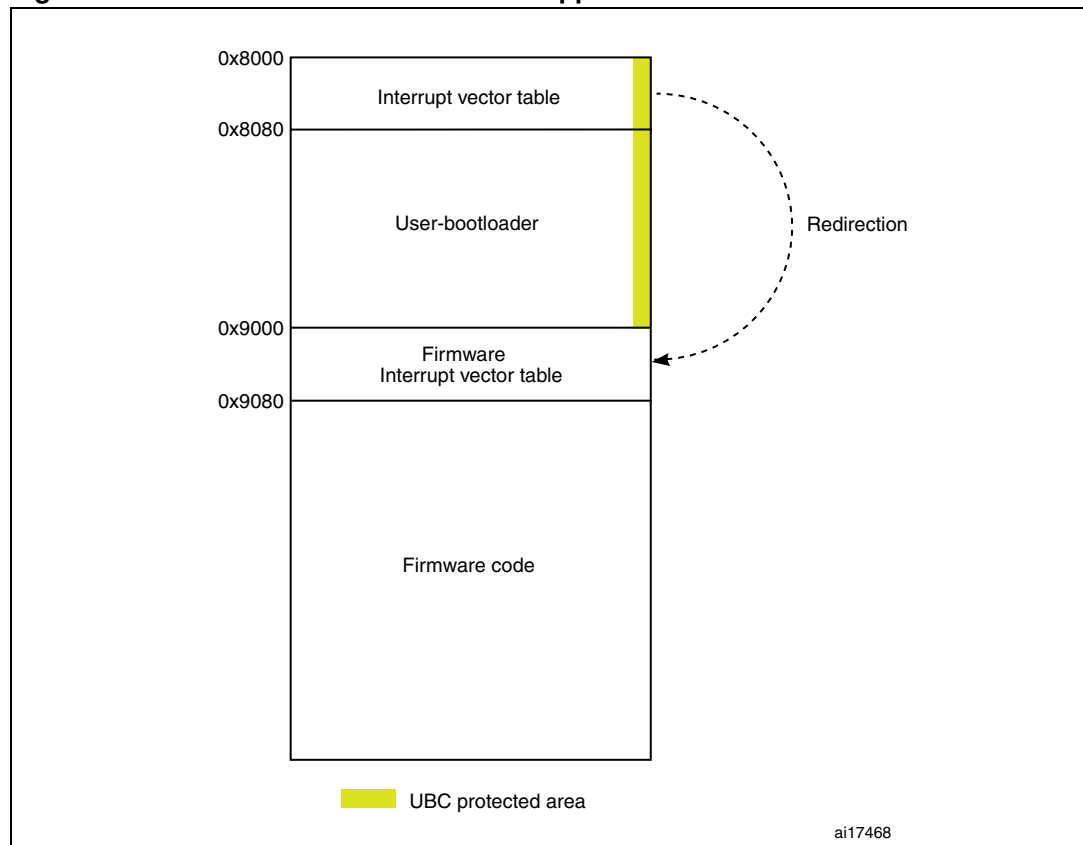 0x8000
Interrupt vector table
0x8080
User-bootloader
Redirection
0x9000
Firmware
Interrupt vector table
0x9080
Firmware code
UBC protected area
ai17468